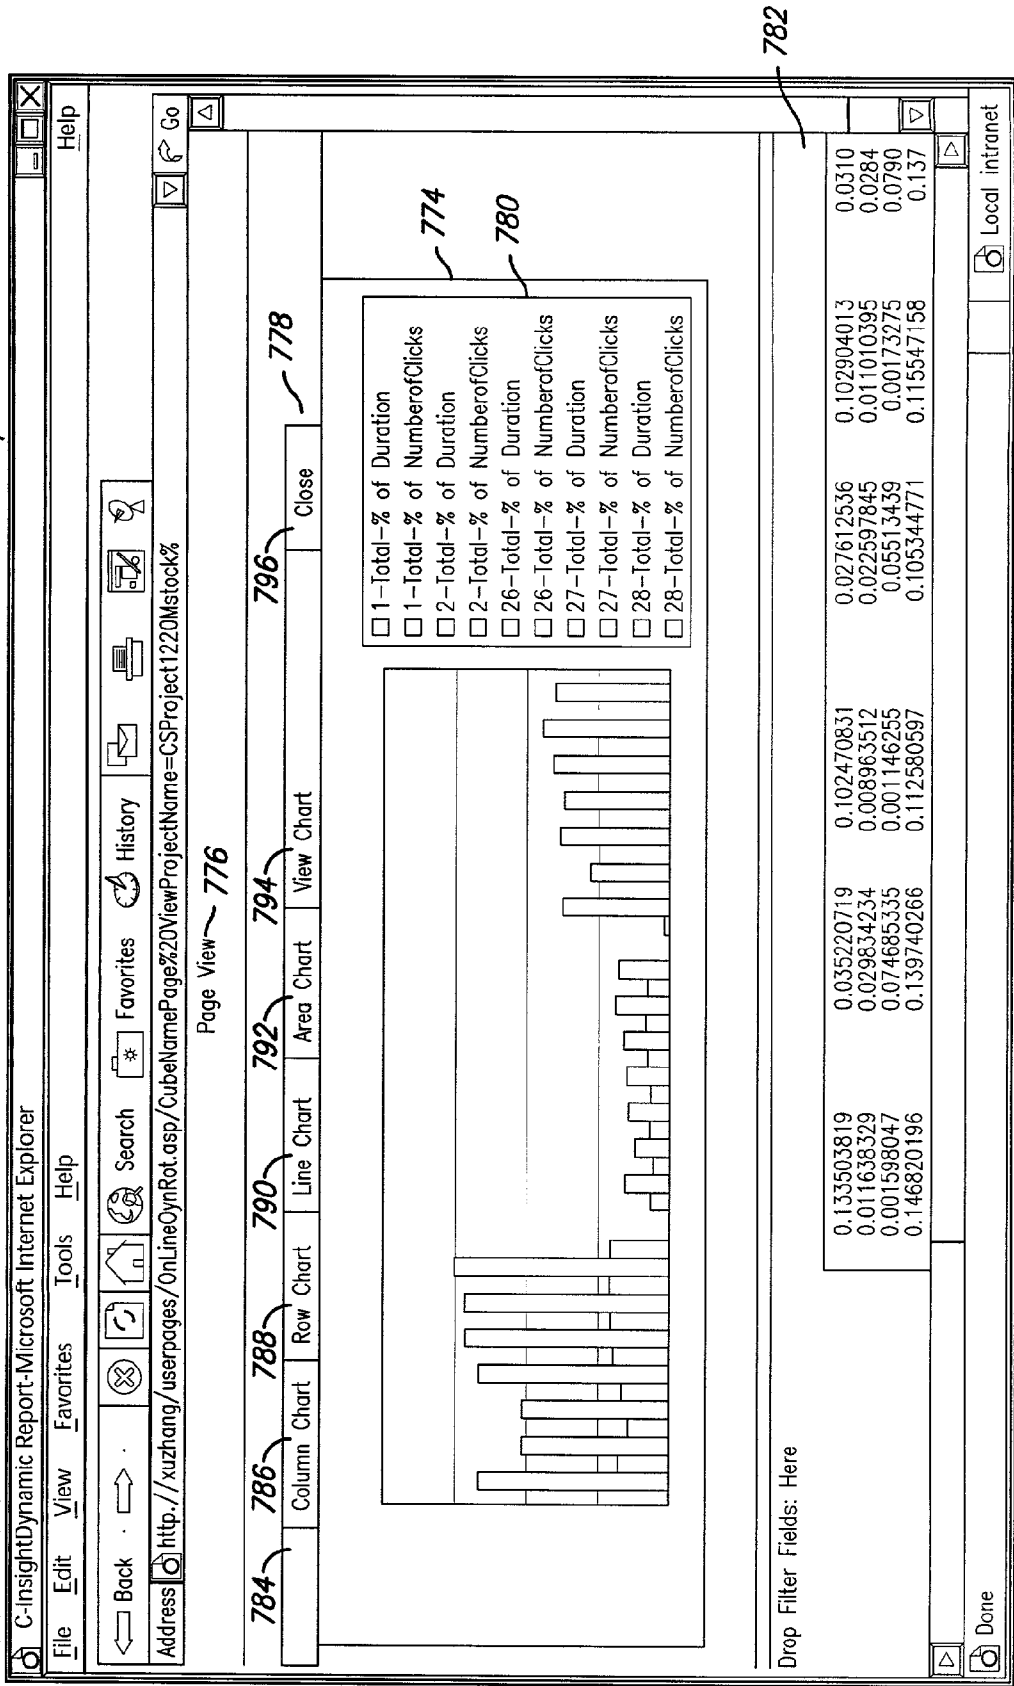 C-InsightDynamic Report-Microsoft Internet Explorer
File Edit View Favorites Tools Help Help
Back Search Favorites History
Address http.//xuzhang/userpages/OnLineOynRot.asp/CubeNamePage%20ViewProjectName=CSProject1220Mstock% Go
Page View 776
784 786 788 790 792 794 796 778
Column Chart Row Chart Line Chart Area Chart View Chart Close
774
780
1-Total-% of Duration
1-Total-% of NumberofClicks
2-Total-% of Duration
2-Total-% of NumberofClicks
26-Total-% of Duration
26-Total-% of NumberofClicks
27-Total-% of Duration
27-Total-% of NumberofClicks
28-Total-% of Duration
28-Total-% of NumberofClicks
782
Drop Filter Fields: Here
0.133503819 0.035220719 0.102470831 0.027612536 0.102904013 0.0310
0.011638329 0.029834234 0.008963512 0.022597845 0.011010395 0.0284
0.001598047 0.074685335 0.001146255 0.05513439 0.00173275 0.0790
0.146820196 0.139740266 0.112580597 0.105344771 0.115547158 0.137
Done Local intranet